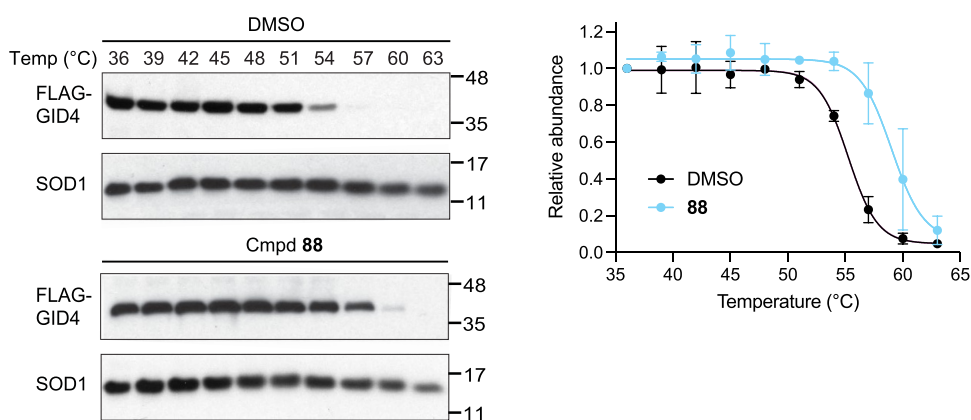 DMSO
Temp (°C) 36 39 42 45 48 51 54 57 60 63
FLAG-
GID4
48
35
SOD1
17
11
Cmpd 88
FLAG-
GID4
48
35
SOD1
17
11
Relative abundance
1.2
1.0
0.8
0.6
0.4
0.2
0.0
DMSO
88
35 40 45 50 55 60 65
Temperature (°C)